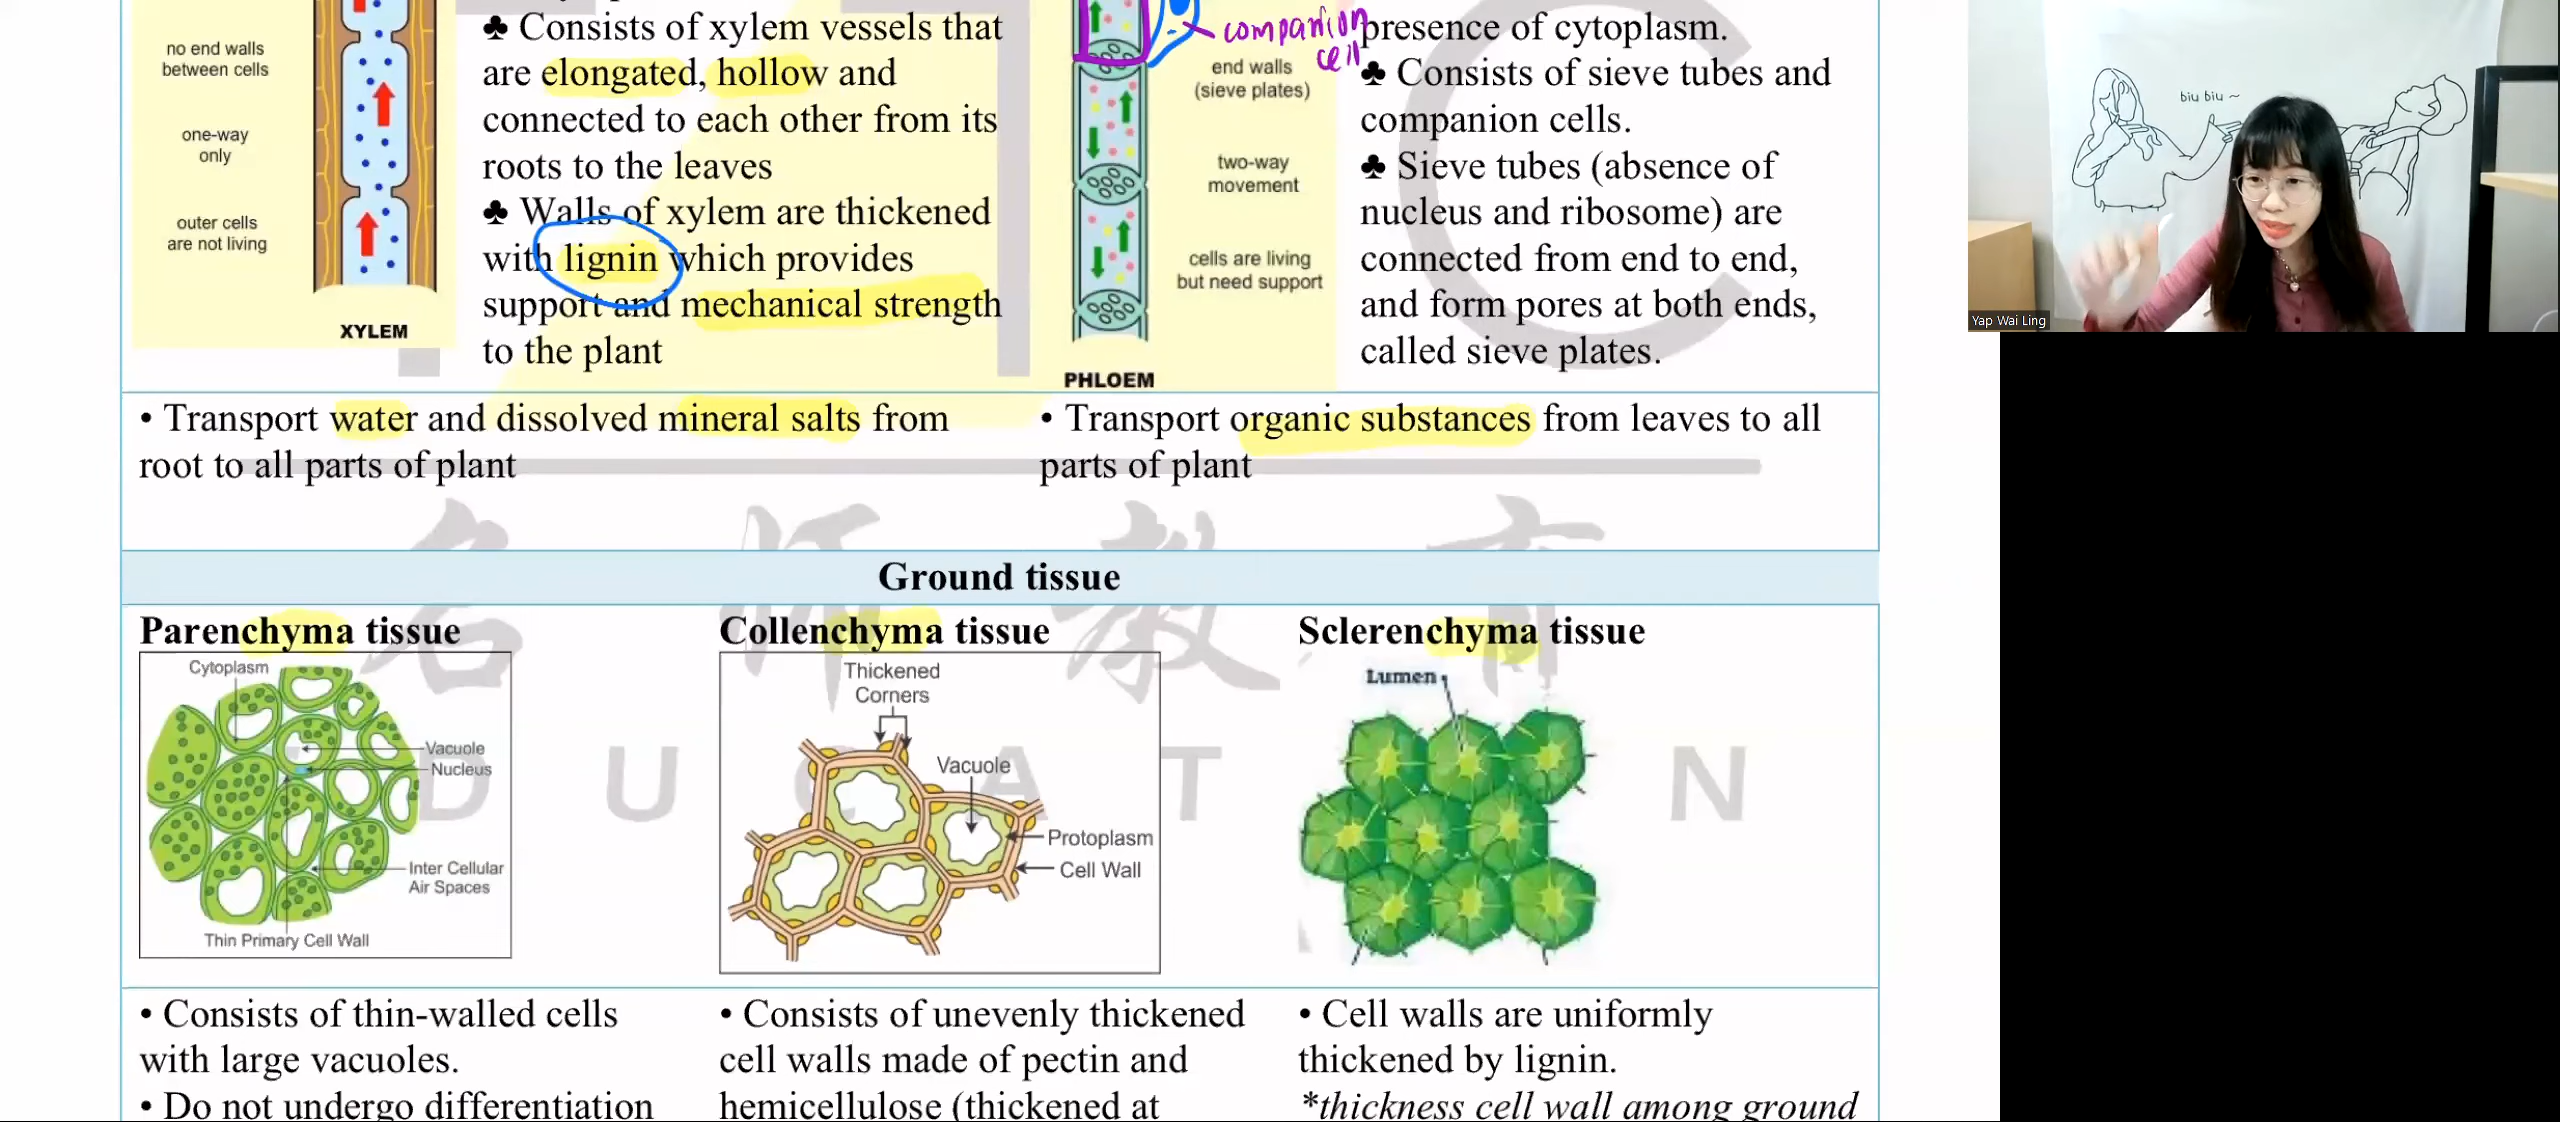 no end walls
between cells
one-way
only
outer cells
are not living
XYLEM
♣ Consists of xylem vessels that
are elongated, hollow and
connected to each other from its
roots to the leaves
♣ Walls of xylem are thickened
with lignin which provides
support and mechanical strength
to the plant
companion
cell
end walls
(sieve plates)
two-way
movement
cells are living
but need support
PHLOEM
presence of cytoplasm.
♣ Consists of sieve tubes and
companion cells.
♣ Sieve tubes (absence of
nucleus and ribosome) are
connected from end to end,
and form pores at both ends,
called sieve plates.
biu biu ~
Yap Wai Ling
• Transport water and dissolved mineral salts from
root to all parts of plant
• Transport organic substances from leaves to all
parts of plant
名师教育
Ground tissue
Parenchyma tissue
Cytoplasm
Vacuole
Nucleus
Inter Cellular
Air Spaces
Thin Primary Cell Wall
Collenchyma tissue
Thickened
Corners
Vacuole
Protoplasm
Cell Wall
Sclerenchyma tissue
Lumen
D U C A T N
• Consists of thin-walled cells
with large vacuoles.
• Do not undergo differentiation
• Consists of unevenly thickened
cell walls made of pectin and
hemicellulose (thickened at
• Cell walls are uniformly
thickened by lignin.
*thickness cell wall among ground